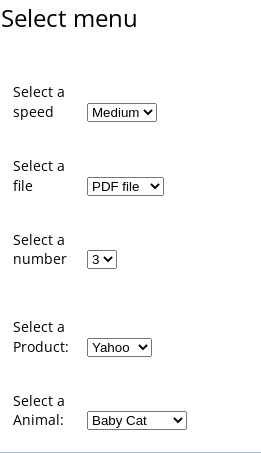 Select menu
Select a
speed
Medium
Select a
file
PDF file
Select a
number
3
Select a
Product:
Yahoo
Select a
Animal:
Baby Cat